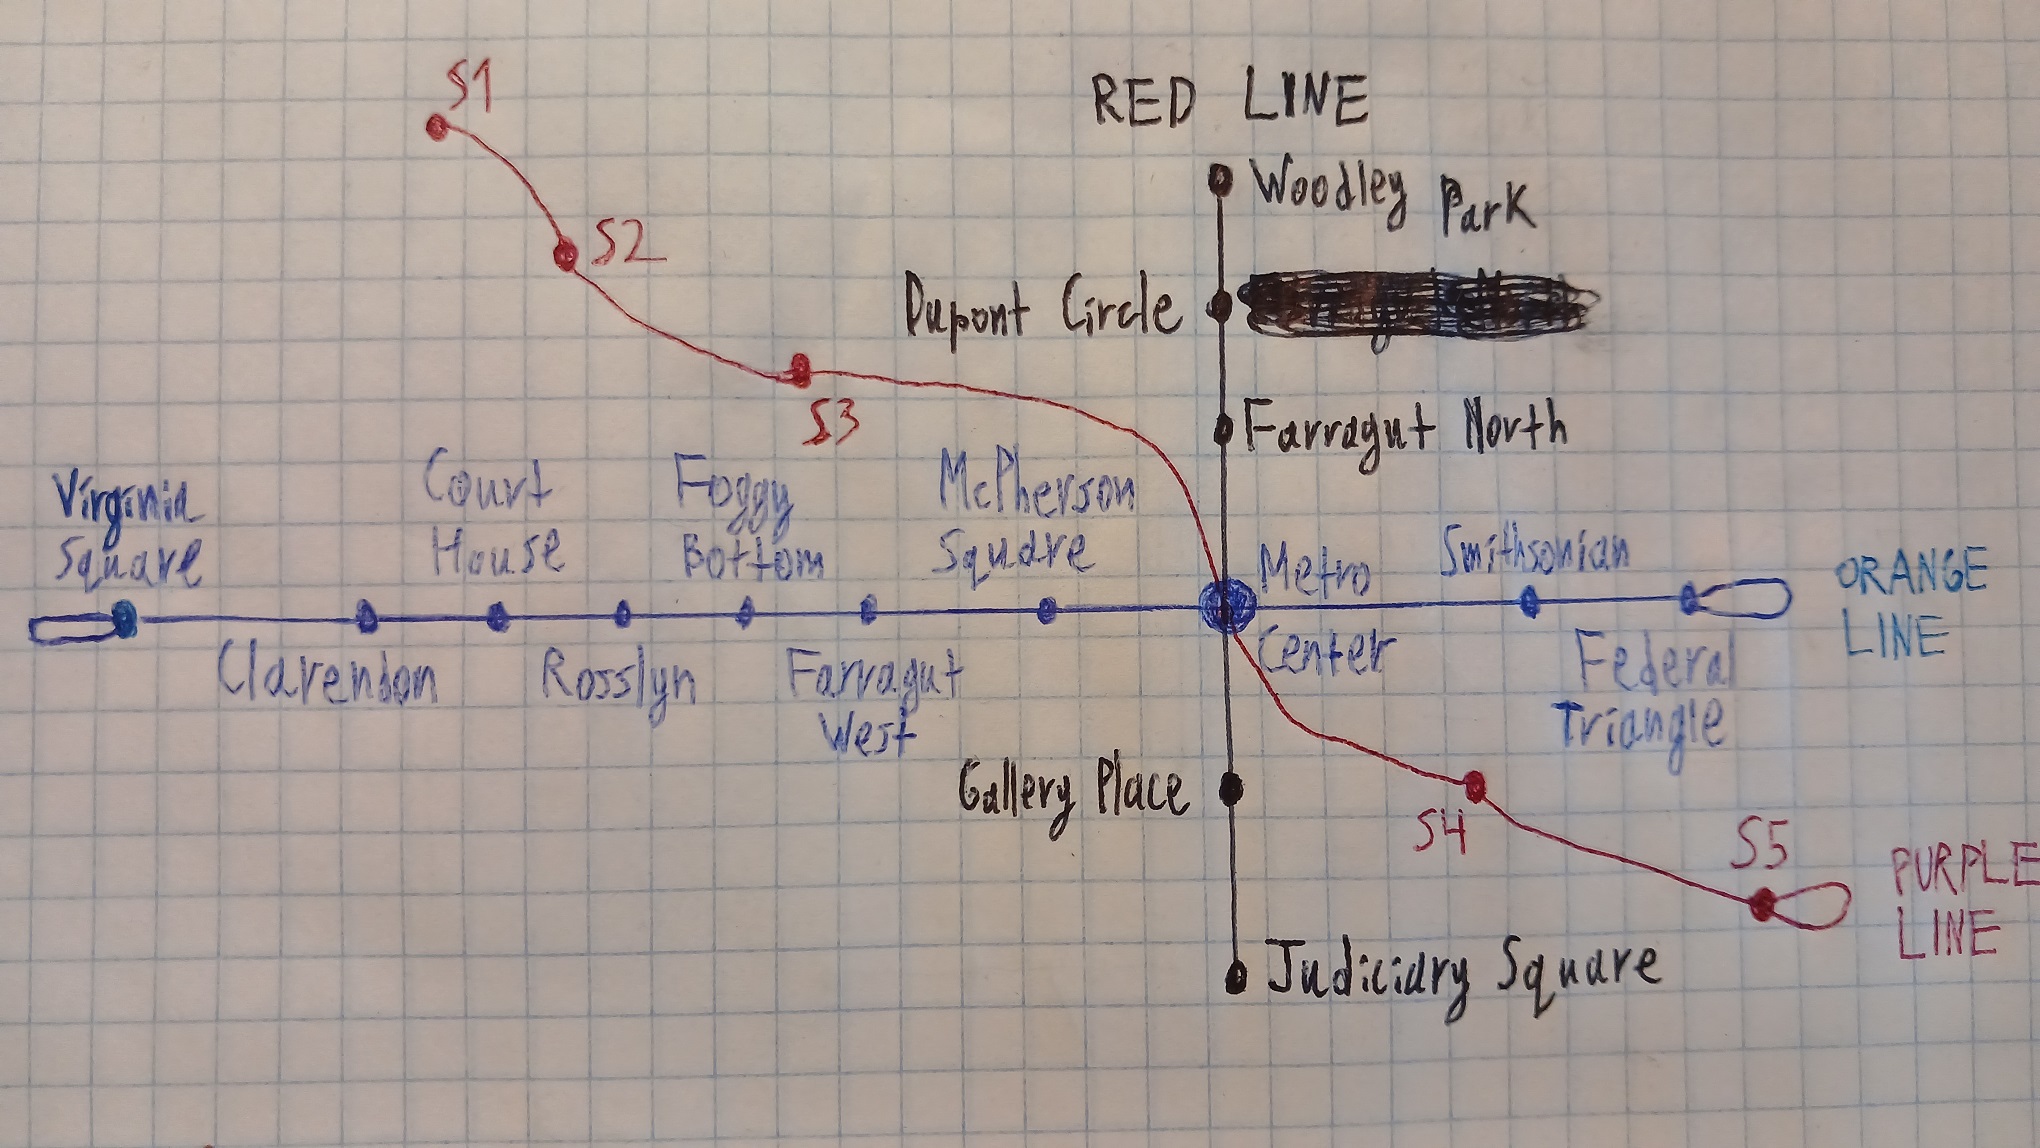 S1
RED LINE
Woodley Park
S2
Dupont Circle
S3
Farragut North
Virginia
Square
Court
House
Foggy
Bottom
McPherson
Square
Metro
Center
Smithsonian
ORANGE
LINE
Clarendon
Rosslyn
Farragut
West
Federal
Triangle
Gallery Place
S4
S5
PURPLE
LINE
Judiciary Square